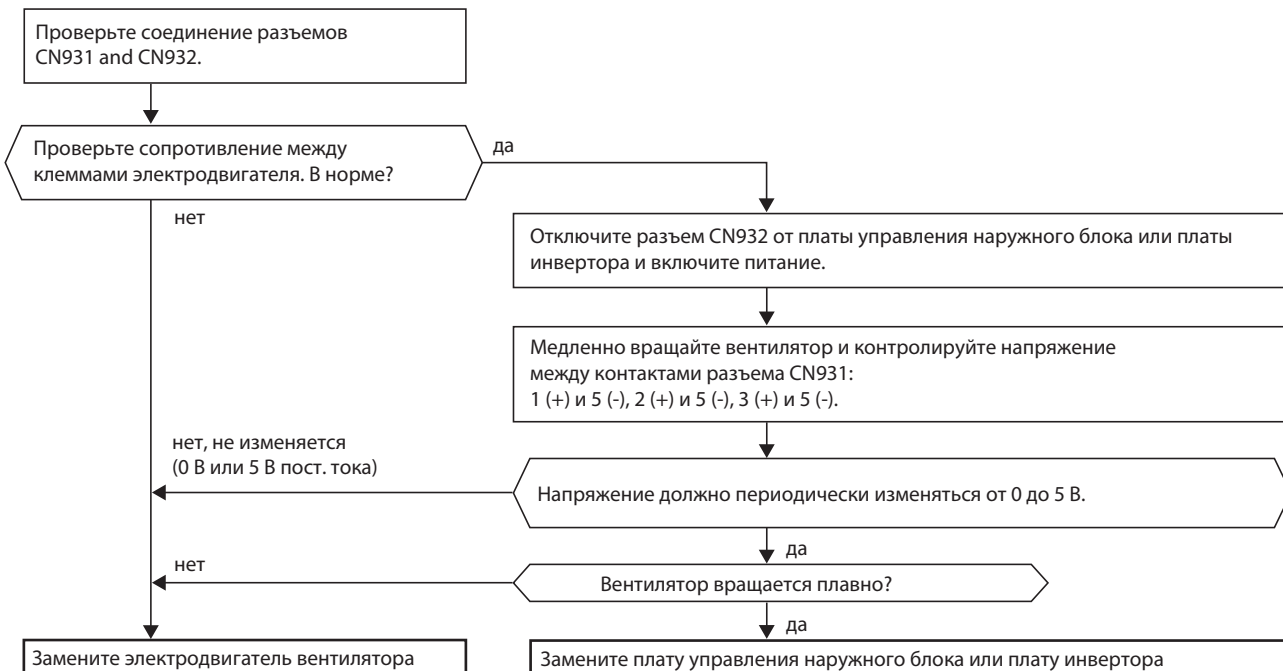 Проверьте соединение разъемов
CN931 and CN932.
Проверьте сопротивление между
клеммами электродвигателя. В норме?
да
нет
Отключите разъем CN932 от платы управления наружного блока или платы
инвертора и включите питание.
Медленно вращайте вентилятор и контролируйте напряжение
между контактами разъема CN931:
1 (+) и 5 (-), 2 (+) и 5 (-), 3 (+) и 5 (-).
нет, не изменяется
(0 В или 5 В пост. тока)
Напряжение должно периодически изменяться от 0 до 5 В.
да
нет
Вентилятор вращается плавно?
да
Замените электродвигатель вентилятора
Замените плату управления наружного блока или плату инвертора